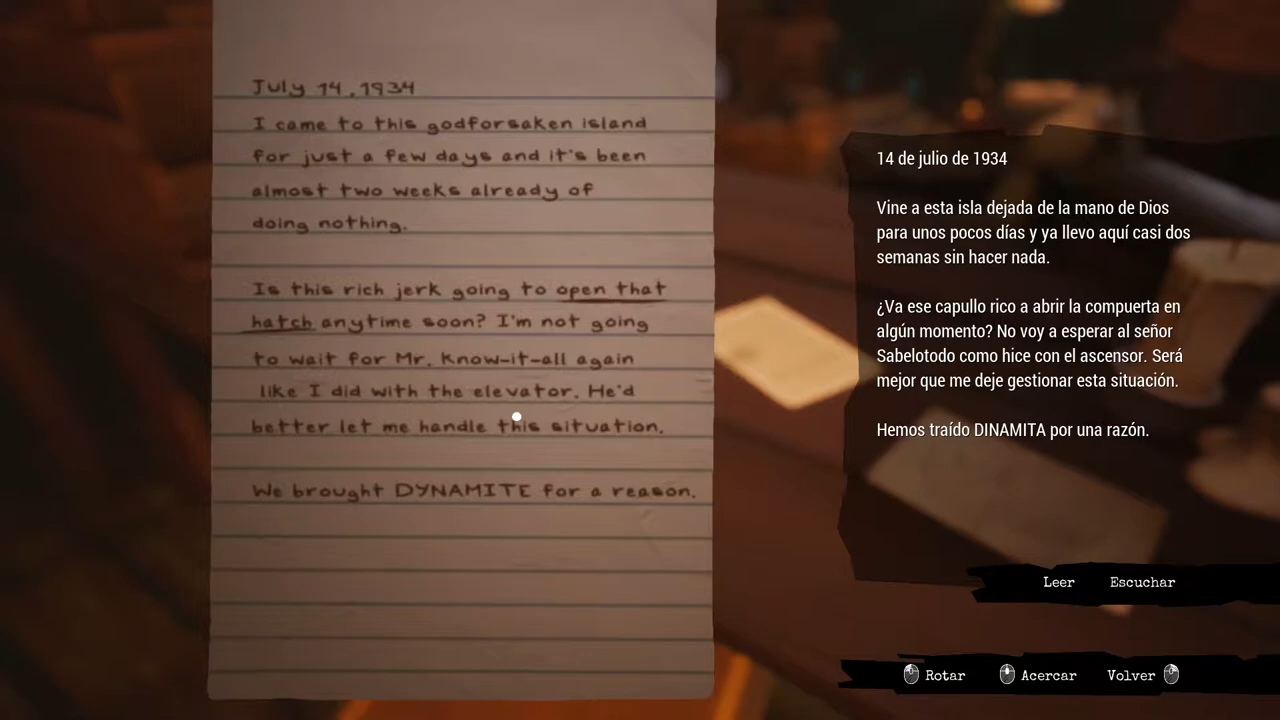 July 14, 1934
I came to this godforsaken island
for just a few days and it's been
almost two weeks already of
doing nothing.
Is this rich jerk going to open that
hatch anytime soon? I'm not going
to wait for Mr. Know-it-all again
like I did with the elevator. He'd
better let me handle this situation.
We brought DYNAMITE for a reason.
14 de julio de 1934
Vine a esta isla dejada de la mano de Dios
para unos pocos días y ya llevo aquí casi dos
semanas sin hacer nada.
¿Va ese capullo rico a abrir la compuerta en
algún momento? No voy a esperar al señor
Sabelotodo como hice con el ascensor. Será
mejor que me deje gestionar esta situación.
Hemos traído DINAMITA por una razón.
Leer Escuchar
Rotar Acercar Volver